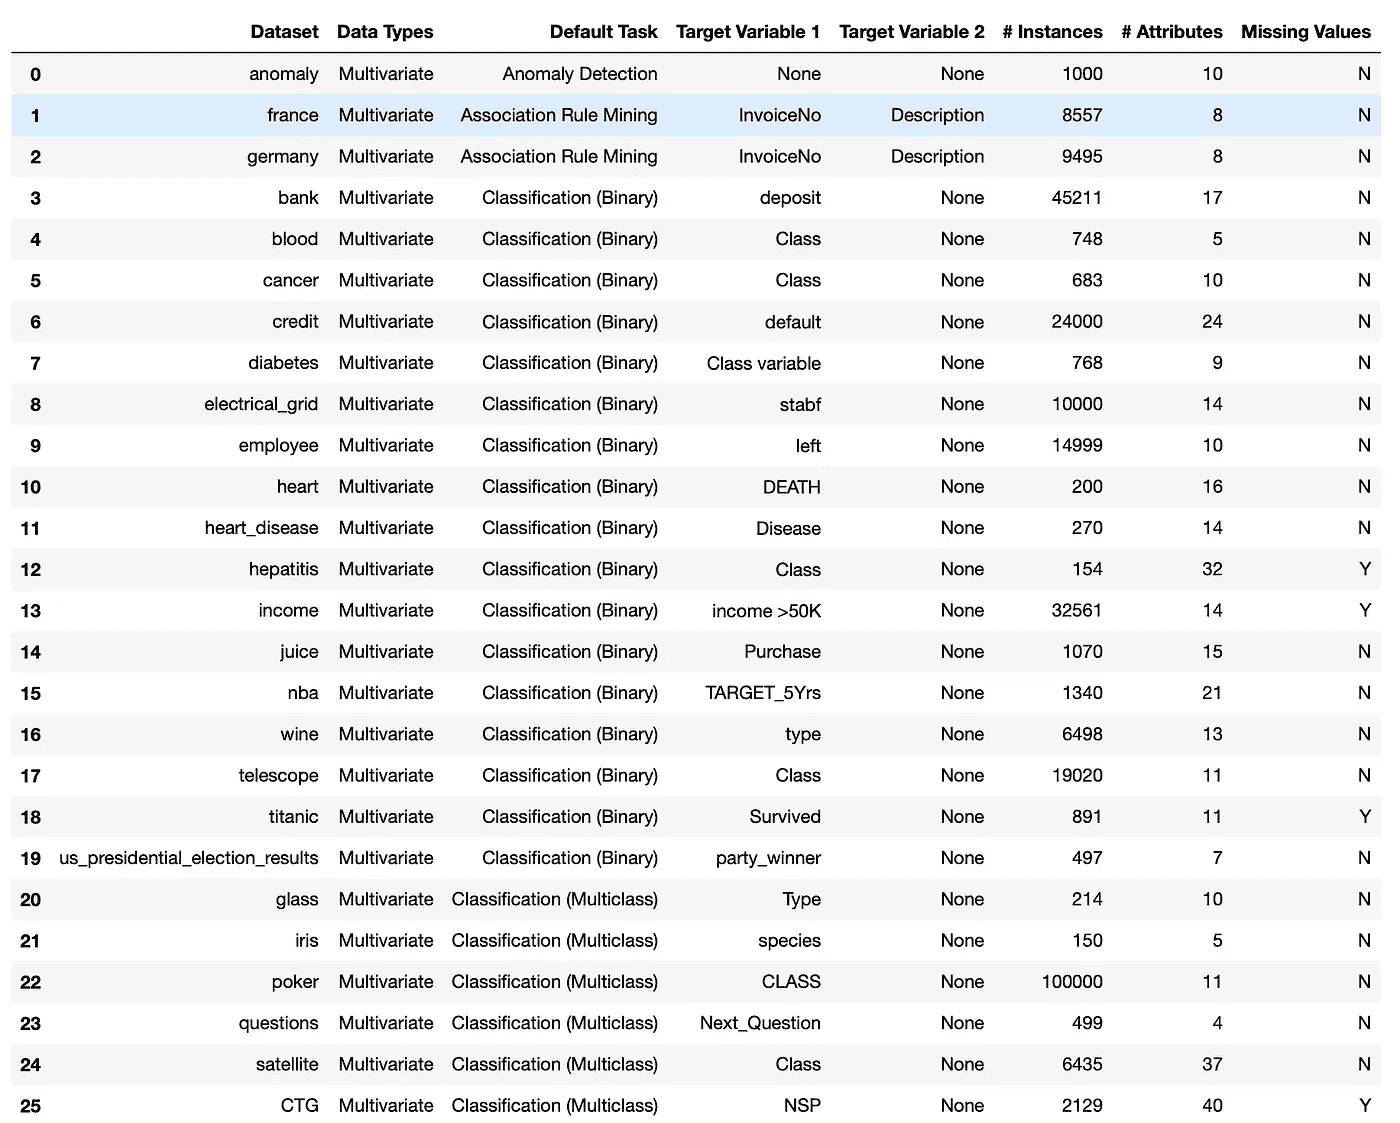 Dataset Data Types Default Task Target Variable 1 Target Variable 2 # Instances # Attributes Missing Values
0 anomaly Multivariate Anomaly Detection None None 1000 10 N
1 france Multivariate Association Rule Mining InvoiceNo Description 8557 8 N
2 germany Multivariate Association Rule Mining InvoiceNo Description 9495 8 N
3 bank Multivariate Classification (Binary) deposit None 45211 17 N
4 blood Multivariate Classification (Binary) Class None 748 5 N
5 cancer Multivariate Classification (Binary) Class None 683 10 N
6 credit Multivariate Classification (Binary) default None 24000 24 N
7 diabetes Multivariate Classification (Binary) Class variable None 768 9 N
8 electrical_grid Multivariate Classification (Binary) stabf None 10000 14 N
9 employee Multivariate Classification (Binary) left None 14999 10 N
10 heart Multivariate Classification (Binary) DEATH None 200 16 N
11 heart_disease Multivariate Classification (Binary) Disease None 270 14 N
12 hepatitis Multivariate Classification (Binary) Class None 154 32 Y
13 income Multivariate Classification (Binary) income >50K None 32561 14 Y
14 juice Multivariate Classification (Binary) Purchase None 1070 15 N
15 nba Multivariate Classification (Binary) TARGET_5Yrs None 1340 21 N
16 wine Multivariate Classification (Binary) type None 6498 13 N
17 telescope Multivariate Classification (Binary) Class None 19020 11 N
18 titanic Multivariate Classification (Binary) Survived None 891 11 Y
19 us_presidential_election_results Multivariate Classification (Binary) party_winner None 497 7 N
20 glass Multivariate Classification (Multiclass) Type None 214 10 N
21 iris Multivariate Classification (Multiclass) species None 150 5 N
22 poker Multivariate Classification (Multiclass) CLASS None 100000 11 N
23 questions Multivariate Classification (Multiclass) Next_Question None 499 4 N
24 satellite Multivariate Classification (Multiclass) Class None 6435 37 N
25 CTG Multivariate Classification (Multiclass) NSP None 2129 40 Y